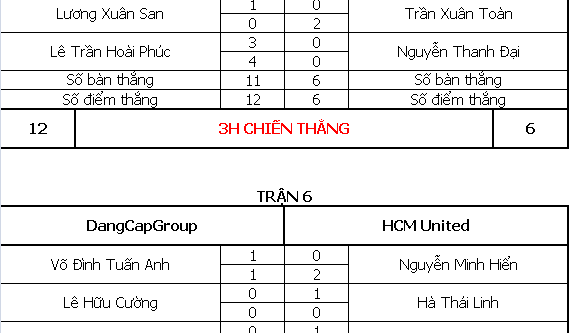 Lương Xuân San 1 0 Trần Xuân Toàn
0 2
Lê Trần Hoài Phúc 3 0 Nguyễn Thanh Đại
4 0
Số bàn thắng 11 6 Số bàn thắng
Số điểm thắng 12 6 Số điểm thắng
12 3H CHIẾN THẮNG 6
TRẬN 6
DangCapGroup HCM United
Võ Đình Tuấn Anh 1 0 Nguyễn Minh Hiển
1 2
Lê Hữu Cường 0 1 Hà Thái Linh
0 0
0 1